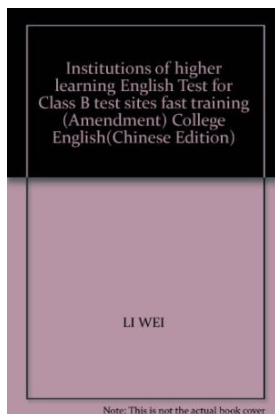 Institutions of higher
learning English Test for
Class B test sites fast training
(Amendment) College
English(Chinese Edition)
LI WEI
Note: This is not the actual book cover